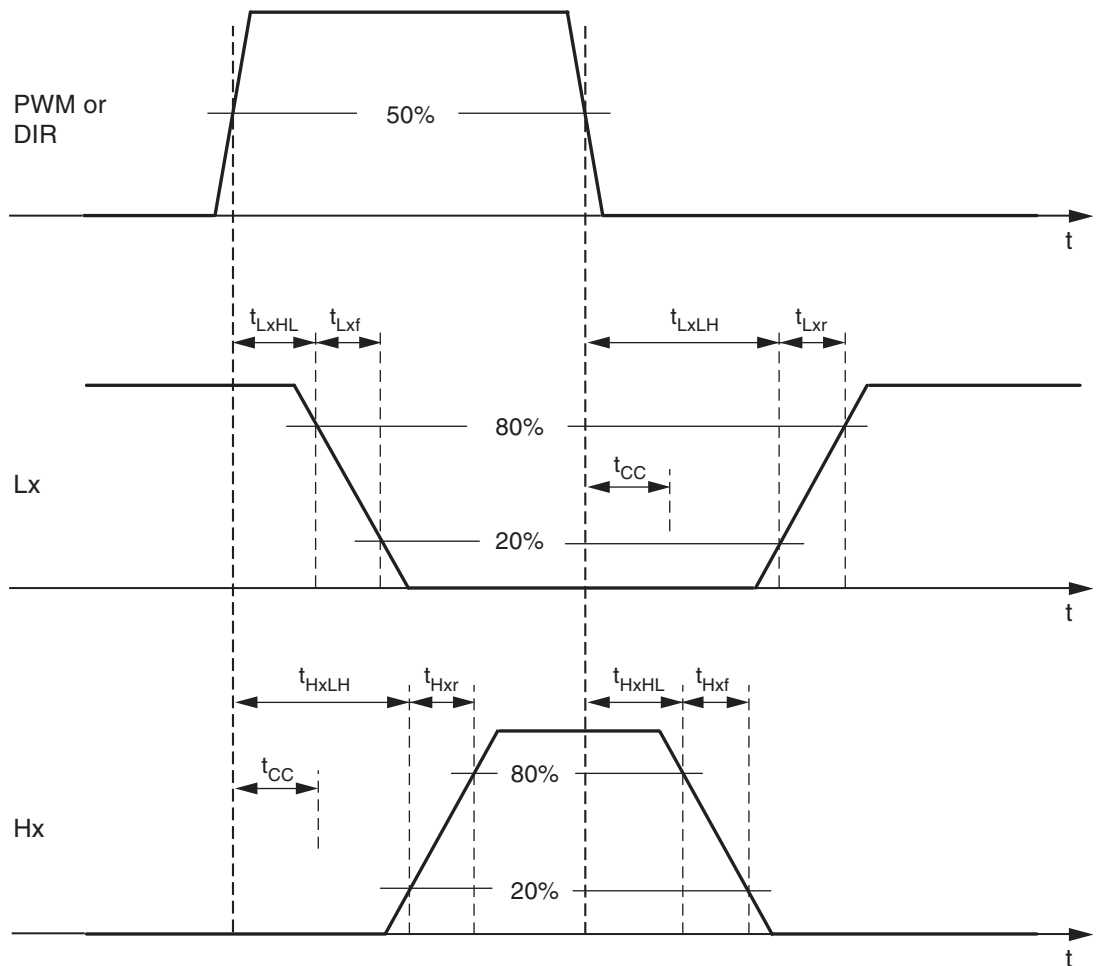 PWM or
DIR
50%
t
tLxHL
tLxf
tLxLH
tLxr
80%
Lx
tCC
20%
t
tHxLH
tHxr
tHxHL
tHxf
tCC
80%
Hx
20%
t